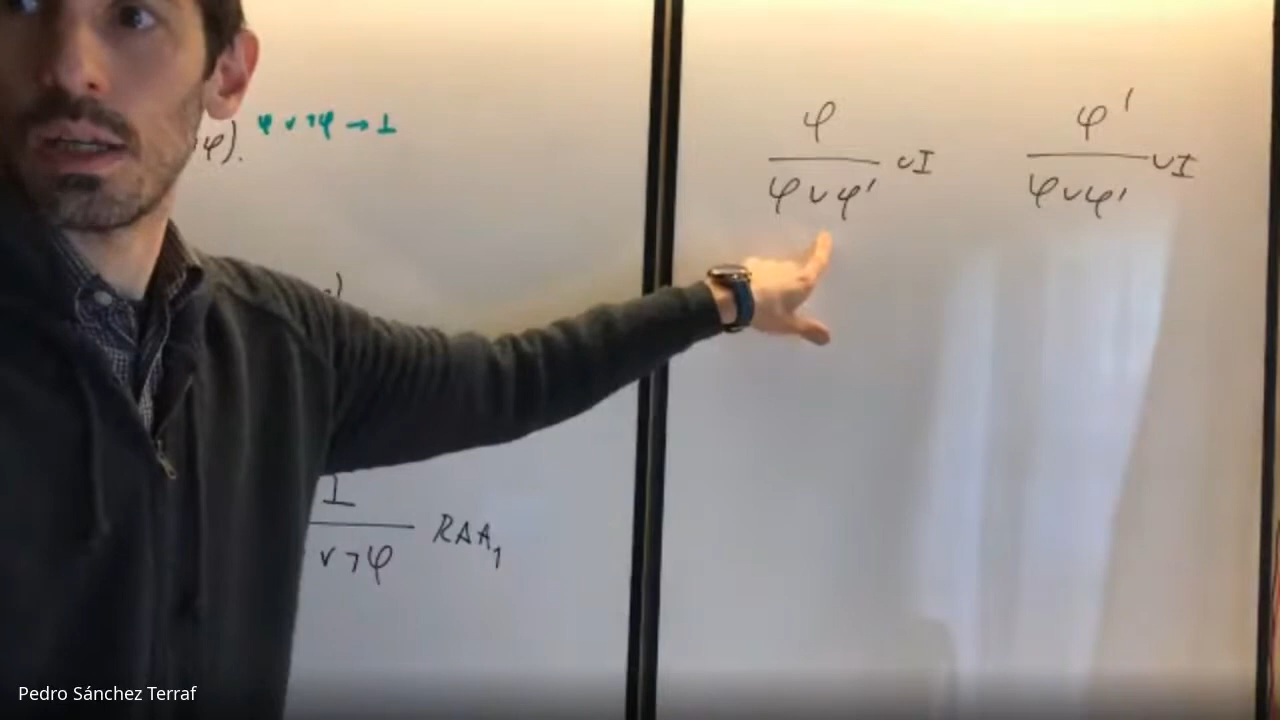 φ). φ ∨ ¬φ → ⊥
)
⊥
∨ ¬φ RAA₁
φ
φ ∨ φ' ∨I
φ'
φ ∨ φ' ∨I
Pedro Sánchez Terraf